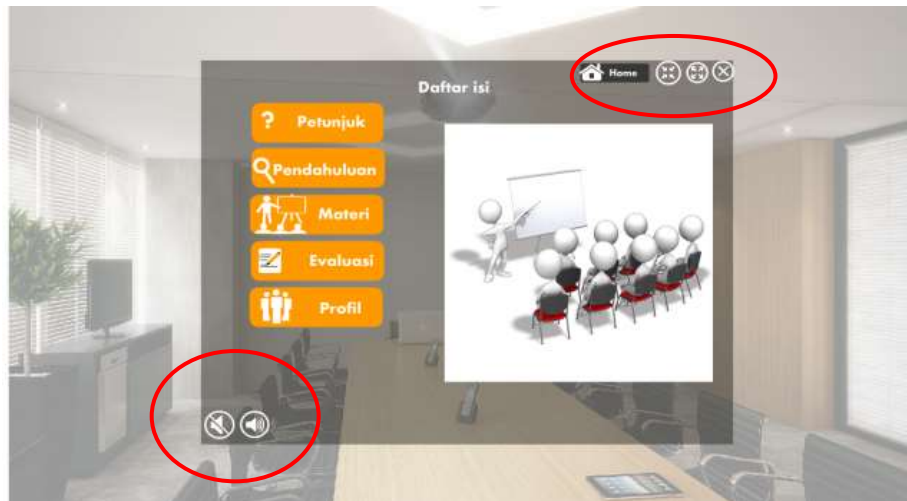 Home
Daftar isi
? Petunjuk
Pendahuluan
Materi
Evaluasi
Profil